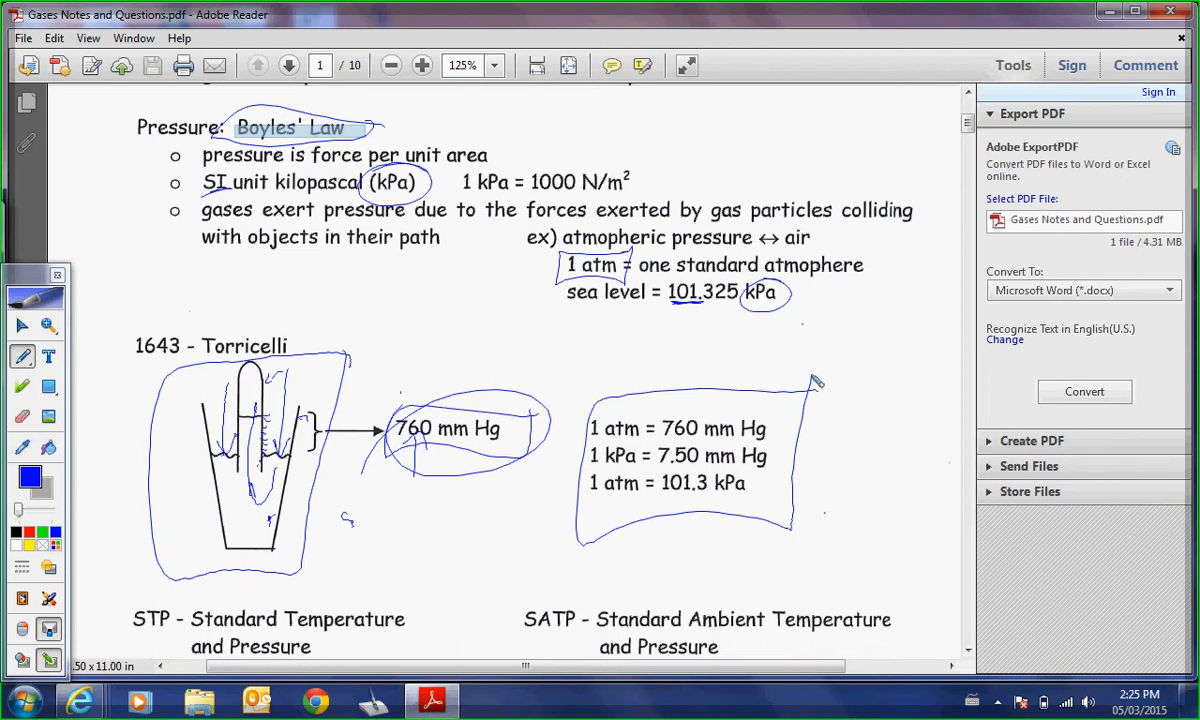 Gases Notes and Questions.pdf - Adobe Reader
File Edit View Window Help
1 / 10 125% Tools Sign Comment
Sign In
Pressure: Boyles' Law
o pressure is force per unit area
o SI unit kilopascal (kPa) 1 kPa = 1000 N/m²
o gases exert pressure due to the forces exerted by gas particles colliding
with objects in their path ex) atmopheric pressure ↔ air
1 atm = one standard atmophere
sea level = 101.325 kPa
1643 - Torricelli
760 mm Hg
1 atm = 760 mm Hg
1 kPa = 7.50 mm Hg
1 atm = 101.3 kPa
STP - Standard Temperature
and Pressure
SATP - Standard Ambient Temperature
and Pressure
Export PDF
Adobe ExportPDF
Convert PDF files to Word or Excel
online.
Select PDF File:
Gases Notes and Questions.pdf
1 file / 4.31 MB
Convert To:
Microsoft Word (*.docx)
Recognize Text in English(U.S.)
Change
Convert
Create PDF
Send Files
Store Files
.50 x 11.00 in
2:25 PM
05/03/2015